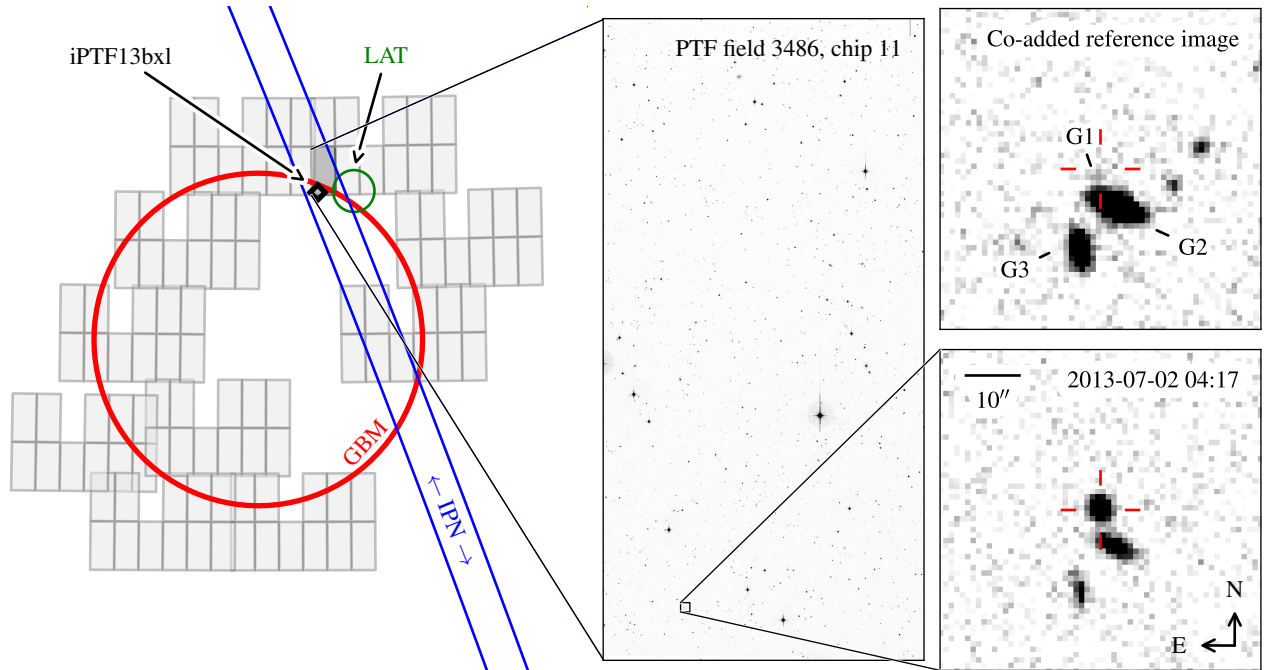 iPTF13bxl
LAT
GBM
← IPN →
PTF field 3486, chip 11
Co-added reference image
G1
G2
G3
2013-07-02 04:17
10″
N
E